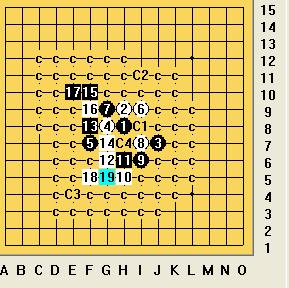 15
14
13
c c c c c c 12
c c c c c c C2 c c 11
c c 17 15 c c c c c c 10
c c c 16 7 2 6 c c c 9
c c c 13 4 1 C1 c c c 8
c c c 5 14 C4 8 3 c c 7
c c c c 12 11 9 c c c 6
c c c 18 19 10 c c c c 5
c C3 c c c c c c 4
c c c c c c c 3
2
1
A B C D E F G H I J K L M N O